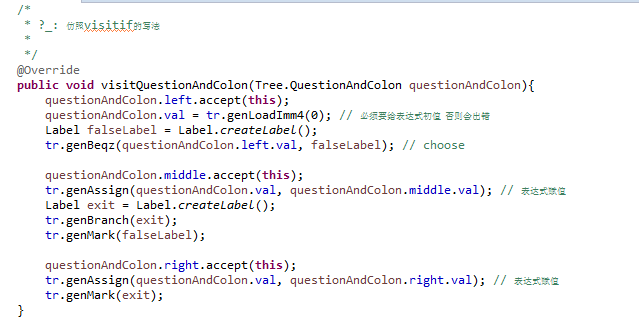 /*
 * ?_: 仿照visitif的写法
 *
 */
@Override
public void visitQuestionAndColon(Tree.QuestionAndColon questionAndColon){
    questionAndColon.left.accept(this);
    questionAndColon.val = tr.genLoadImm4(0); // 必须要给表达式初值 否则会出错
    Label falseLabel = Label.createLabel();
    tr.genBeqz(questionAndColon.left.val, falseLabel); // choose

    questionAndColon.middle.accept(this);
    tr.genAssign(questionAndColon.val, questionAndColon.middle.val); // 表达式赋值
    Label exit = Label.createLabel();
    tr.genBranch(exit);
    tr.genMark(falseLabel);

    questionAndColon.right.accept(this);
    tr.genAssign(questionAndColon.val, questionAndColon.right.val); // 表达式赋值
    tr.genMark(exit);
}